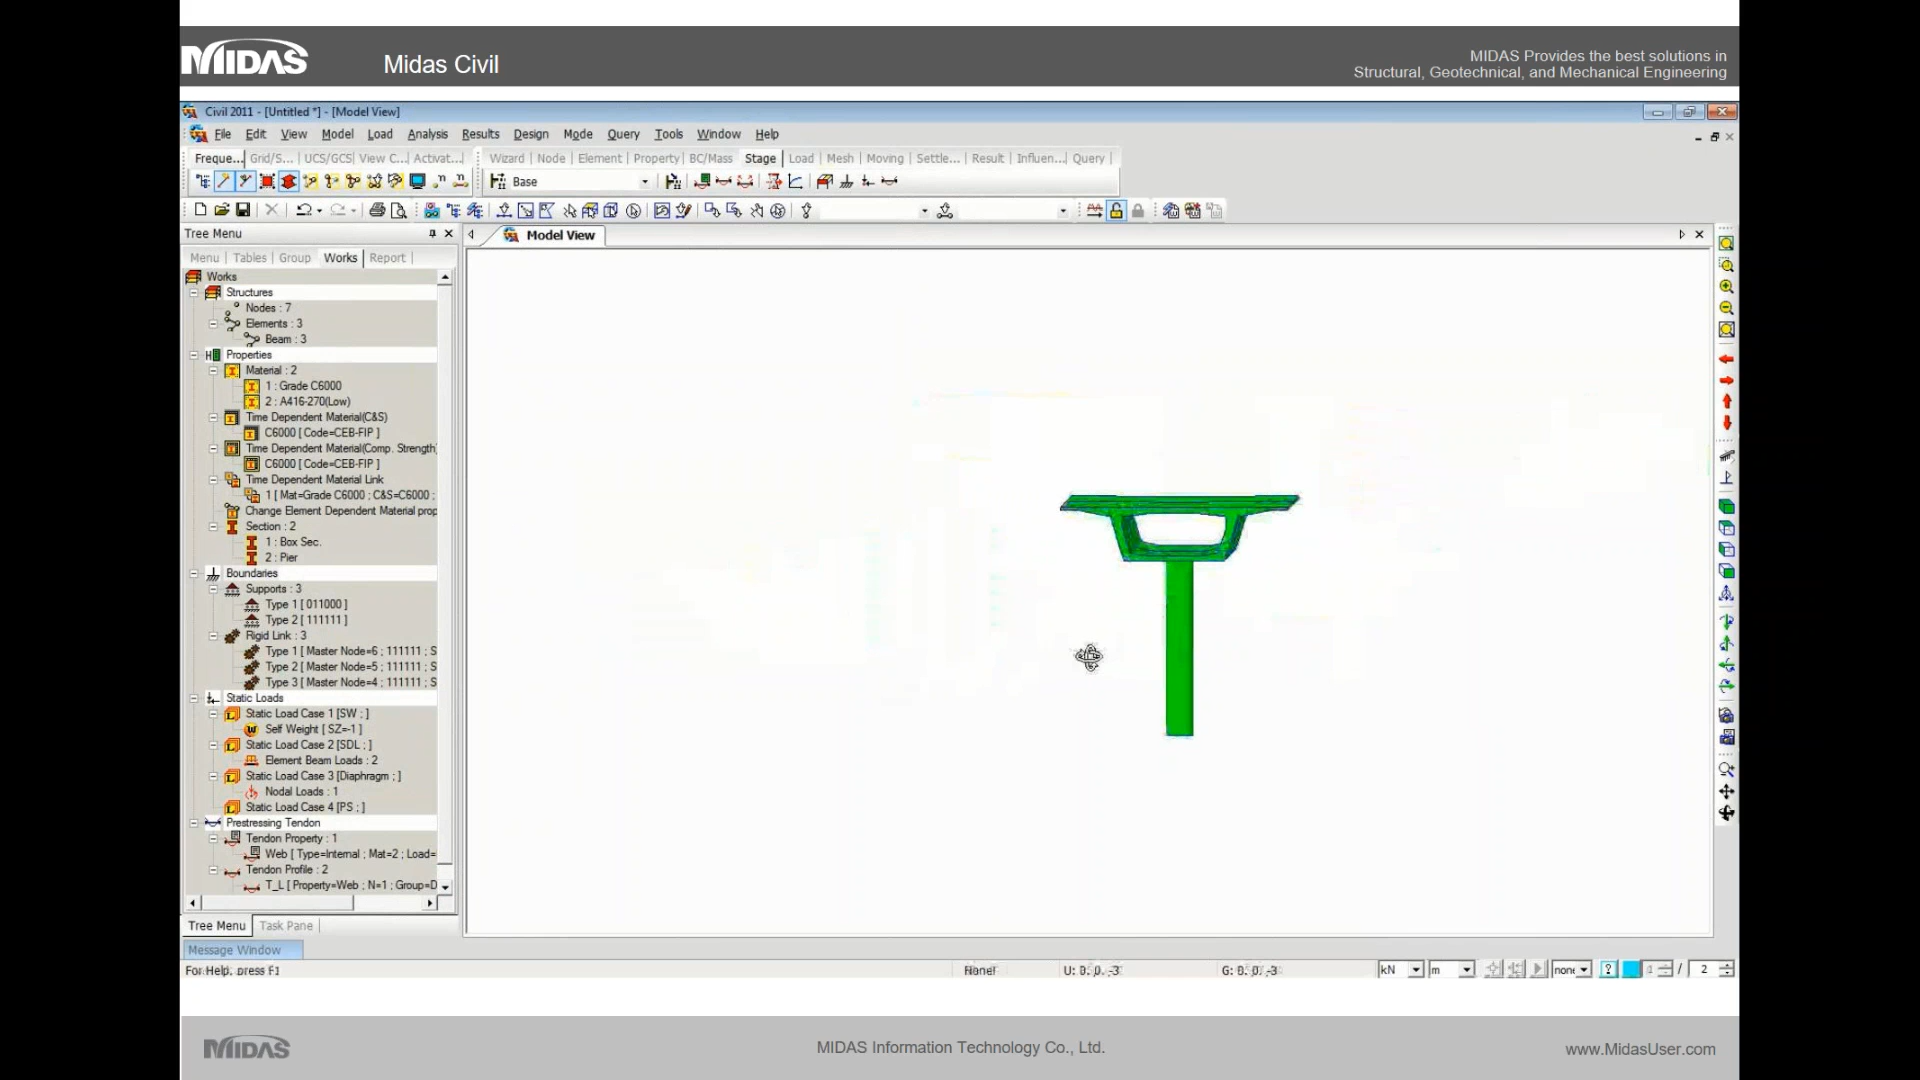 MIDAS
Midas Civil
MIDAS Provides the best solutions in
Structural, Geotechnical, and Mechanical Engineering
Civil 2011 - [Untitled *] - [Model View]
File Edit View Model Load Analysis Results Design Mode Query Tools Window Help
Freque... Grid/S... UCS/GCS View C... Activat... Wizard Node Element Property BC/Mass Stage Load Mesh Moving Settle... Result Influen... Query
Base
Tree Menu
Model View
Menu Tables Group Works Report
Works
Structures
Nodes : 7
Elements : 3
Beam : 3
Properties
Material : 2
1 : Grade C6000
2 : A416-270(Low)
Time Dependent Material(C&S)
C6000 [ Code=CEB-FIP ]
Time Dependent Material(Comp. Strength)
C6000 [ Code=CEB-FIP ]
Time Dependent Material Link
1 [ Mat=Grade C6000 ; C&S=C6000 ;
Change Element Dependent Material prop
Section : 2
1 : Box Sec.
2 : Pier
Boundaries
Supports : 3
Type 1 [ 011000 ]
Type 2 [ 111111 ]
Rigid Link : 3
Type 1 [ Master Node=6 ; 111111 ; S
Type 2 [ Master Node=5 ; 111111 ; S
Type 3 [ Master Node=4 ; 111111 ; S
Static Loads
Static Load Case 1 [SW ; ]
Self Weight [ SZ=-1 ]
Static Load Case 2 [SDL ; ]
Element Beam Loads : 2
Static Load Case 3 [Diaphragm ; ]
Nodal Loads : 1
Static Load Case 4 [PS ; ]
Prestressing Tendon
Tendon Property : 1
Web [ Type=Internal ; Mat=2 ; Load=
Tendon Profile : 2
T_L [ Property=Web ; N=1 ; Group=D
Tree Menu Task Pane
Message Window
For Help, press F1
U: 0, 0, -3 G: 0, 0, -3 kN m none / 2
MIDAS
MIDAS Information Technology Co., Ltd.
www.MidasUser.com